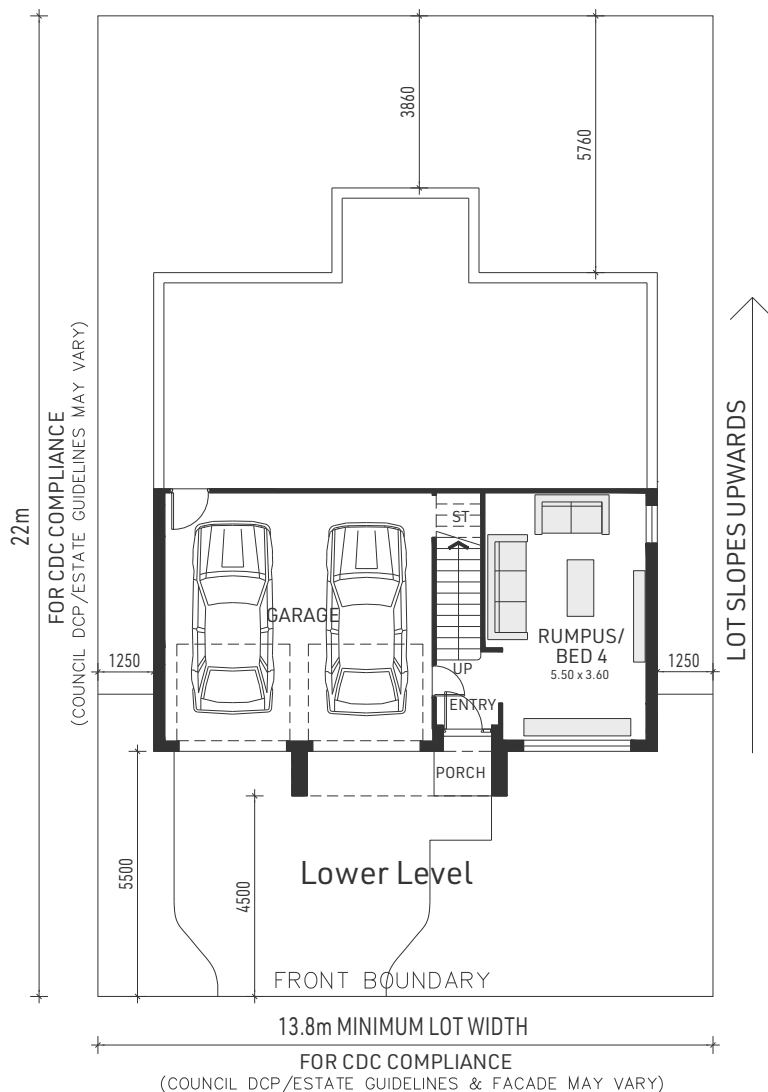 3860
5760
22m
FOR CDC COMPLIANCE
(COUNCIL DCP/ESTATE GUIDELINES MAY VARY)
LOT SLOPES UPWARDS
ST
GARAGE
RUMPUS/
BED 4
5.50 x 3.60
1250
1250
UP
ENTRY
PORCH
5500
4500
Lower Level
FRONT BOUNDARY
13.8m MINIMUM LOT WIDTH
FOR CDC COMPLIANCE
(COUNCIL DCP/ESTATE GUIDELINES & FACADE MAY VARY)